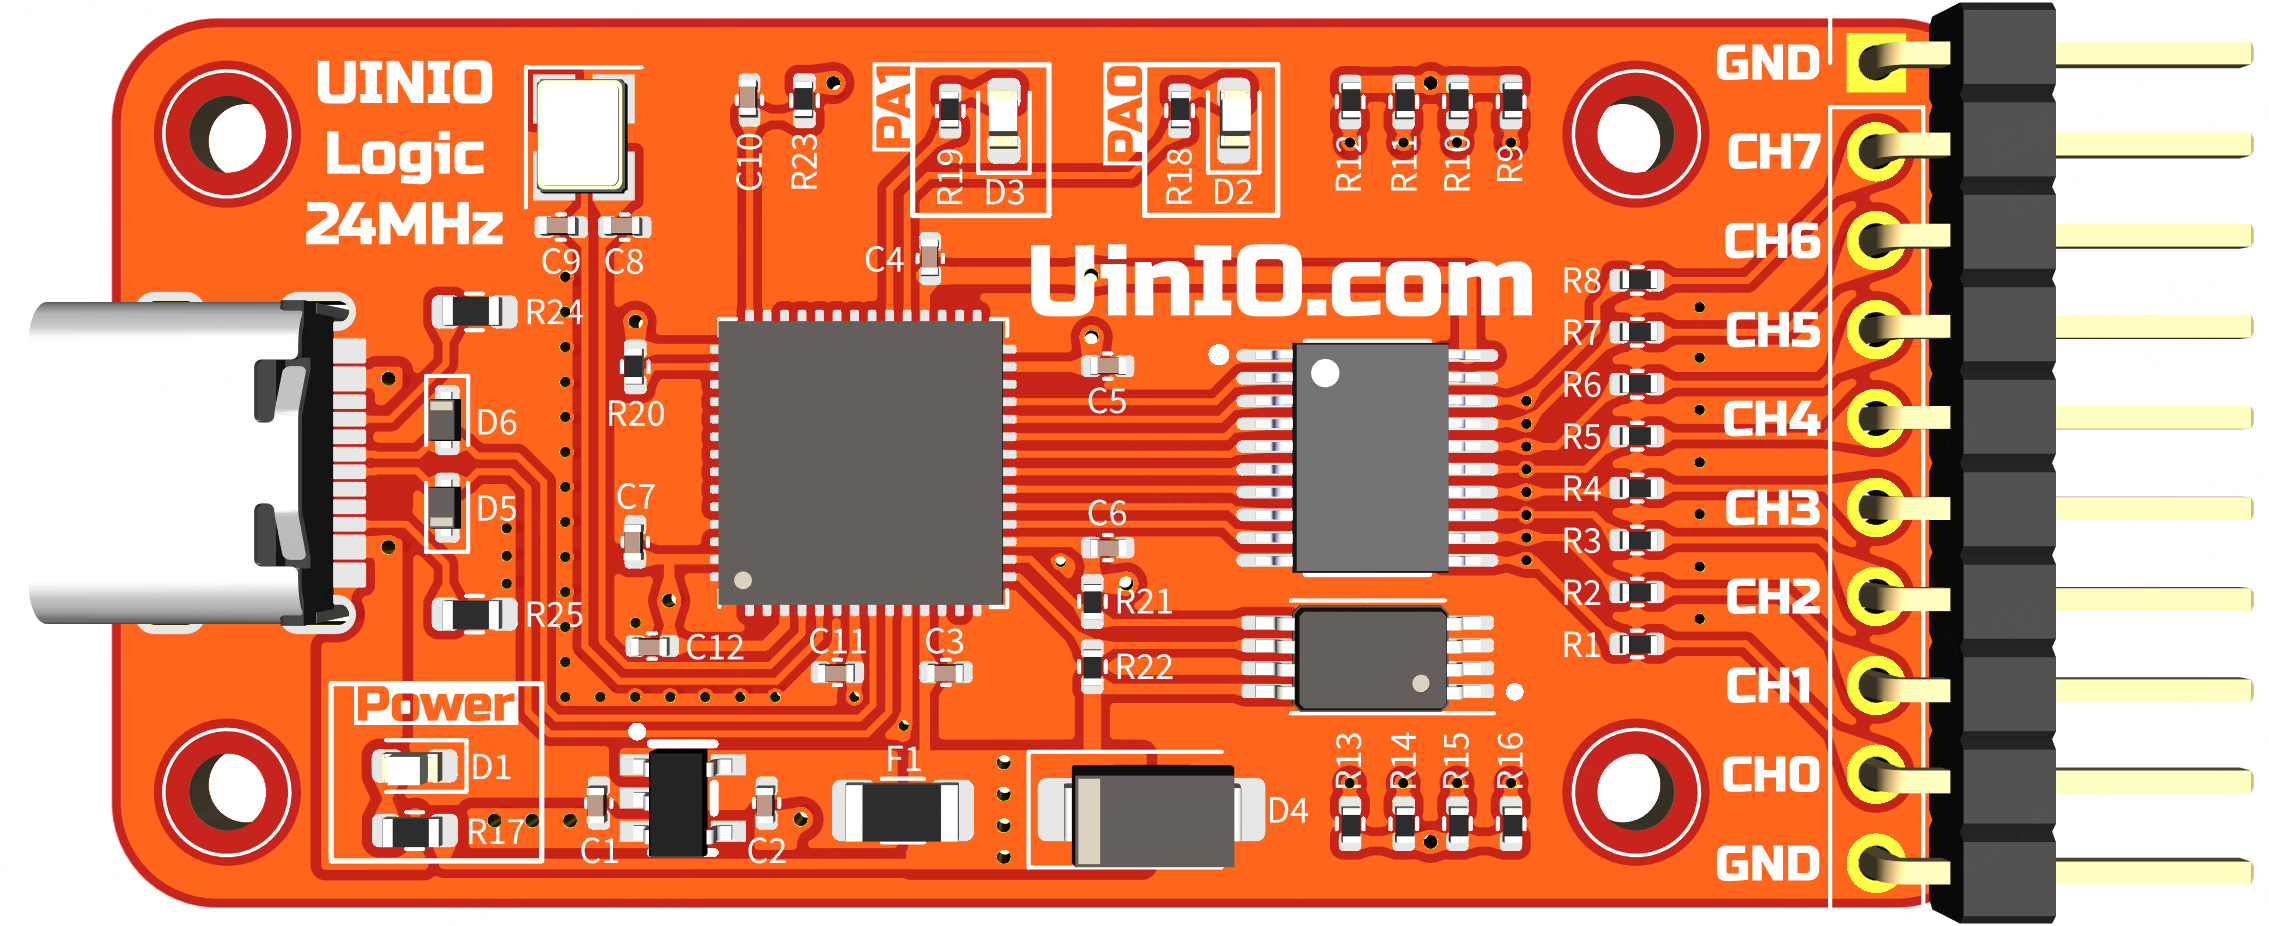 UINIO
Logic
24MHz
C9
C8
C10
R23
PA1
R19
D3
PA0
R18
D2
R12
R11
R10
R9
GND
CH7
CH6
CH5
CH4
CH3
CH2
CH1
CH0
GND
C4
UinIO.com
R24
D6
D5
R25
R20
C7
C12
C11
C3
C5
C6
R21
R22
R8
R7
R6
R5
R4
R3
R2
R1
Power
D1
R17
C1
C2
F1
D4
R13
R14
R15
R16